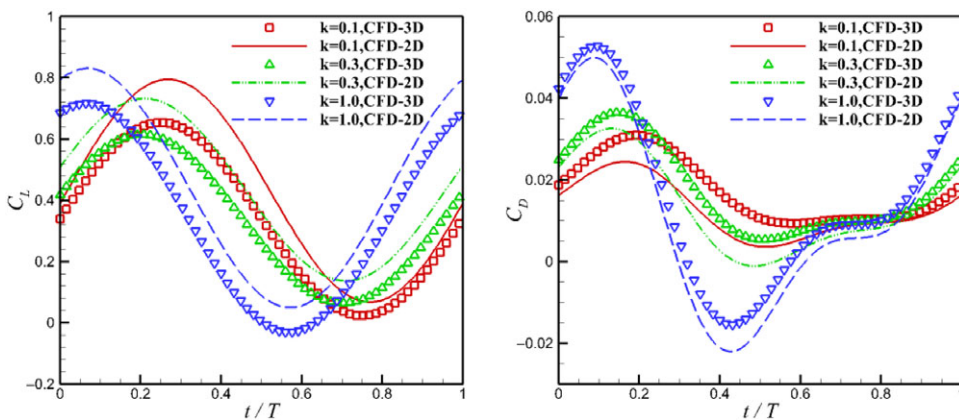 1
0.8
0.6
0.4
0.2
0
−0.2
C_L
0
0.2
0.4
0.6
0.8
1
t / T
k=0.1,CFD-3D
k=0.1,CFD-2D
k=0.3,CFD-3D
k=0.3,CFD-2D
k=1.0,CFD-3D
k=1.0,CFD-2D
0.06
0.04
0.02
0
−0.02
C_D
0
0.2
0.4
0.6
0.8
t / T
k=0.1,CFD-3D
k=0.1,CFD-2D
k=0.3,CFD-3D
k=0.3,CFD-2D
k=1.0,CFD-3D
k=1.0,CFD-2D